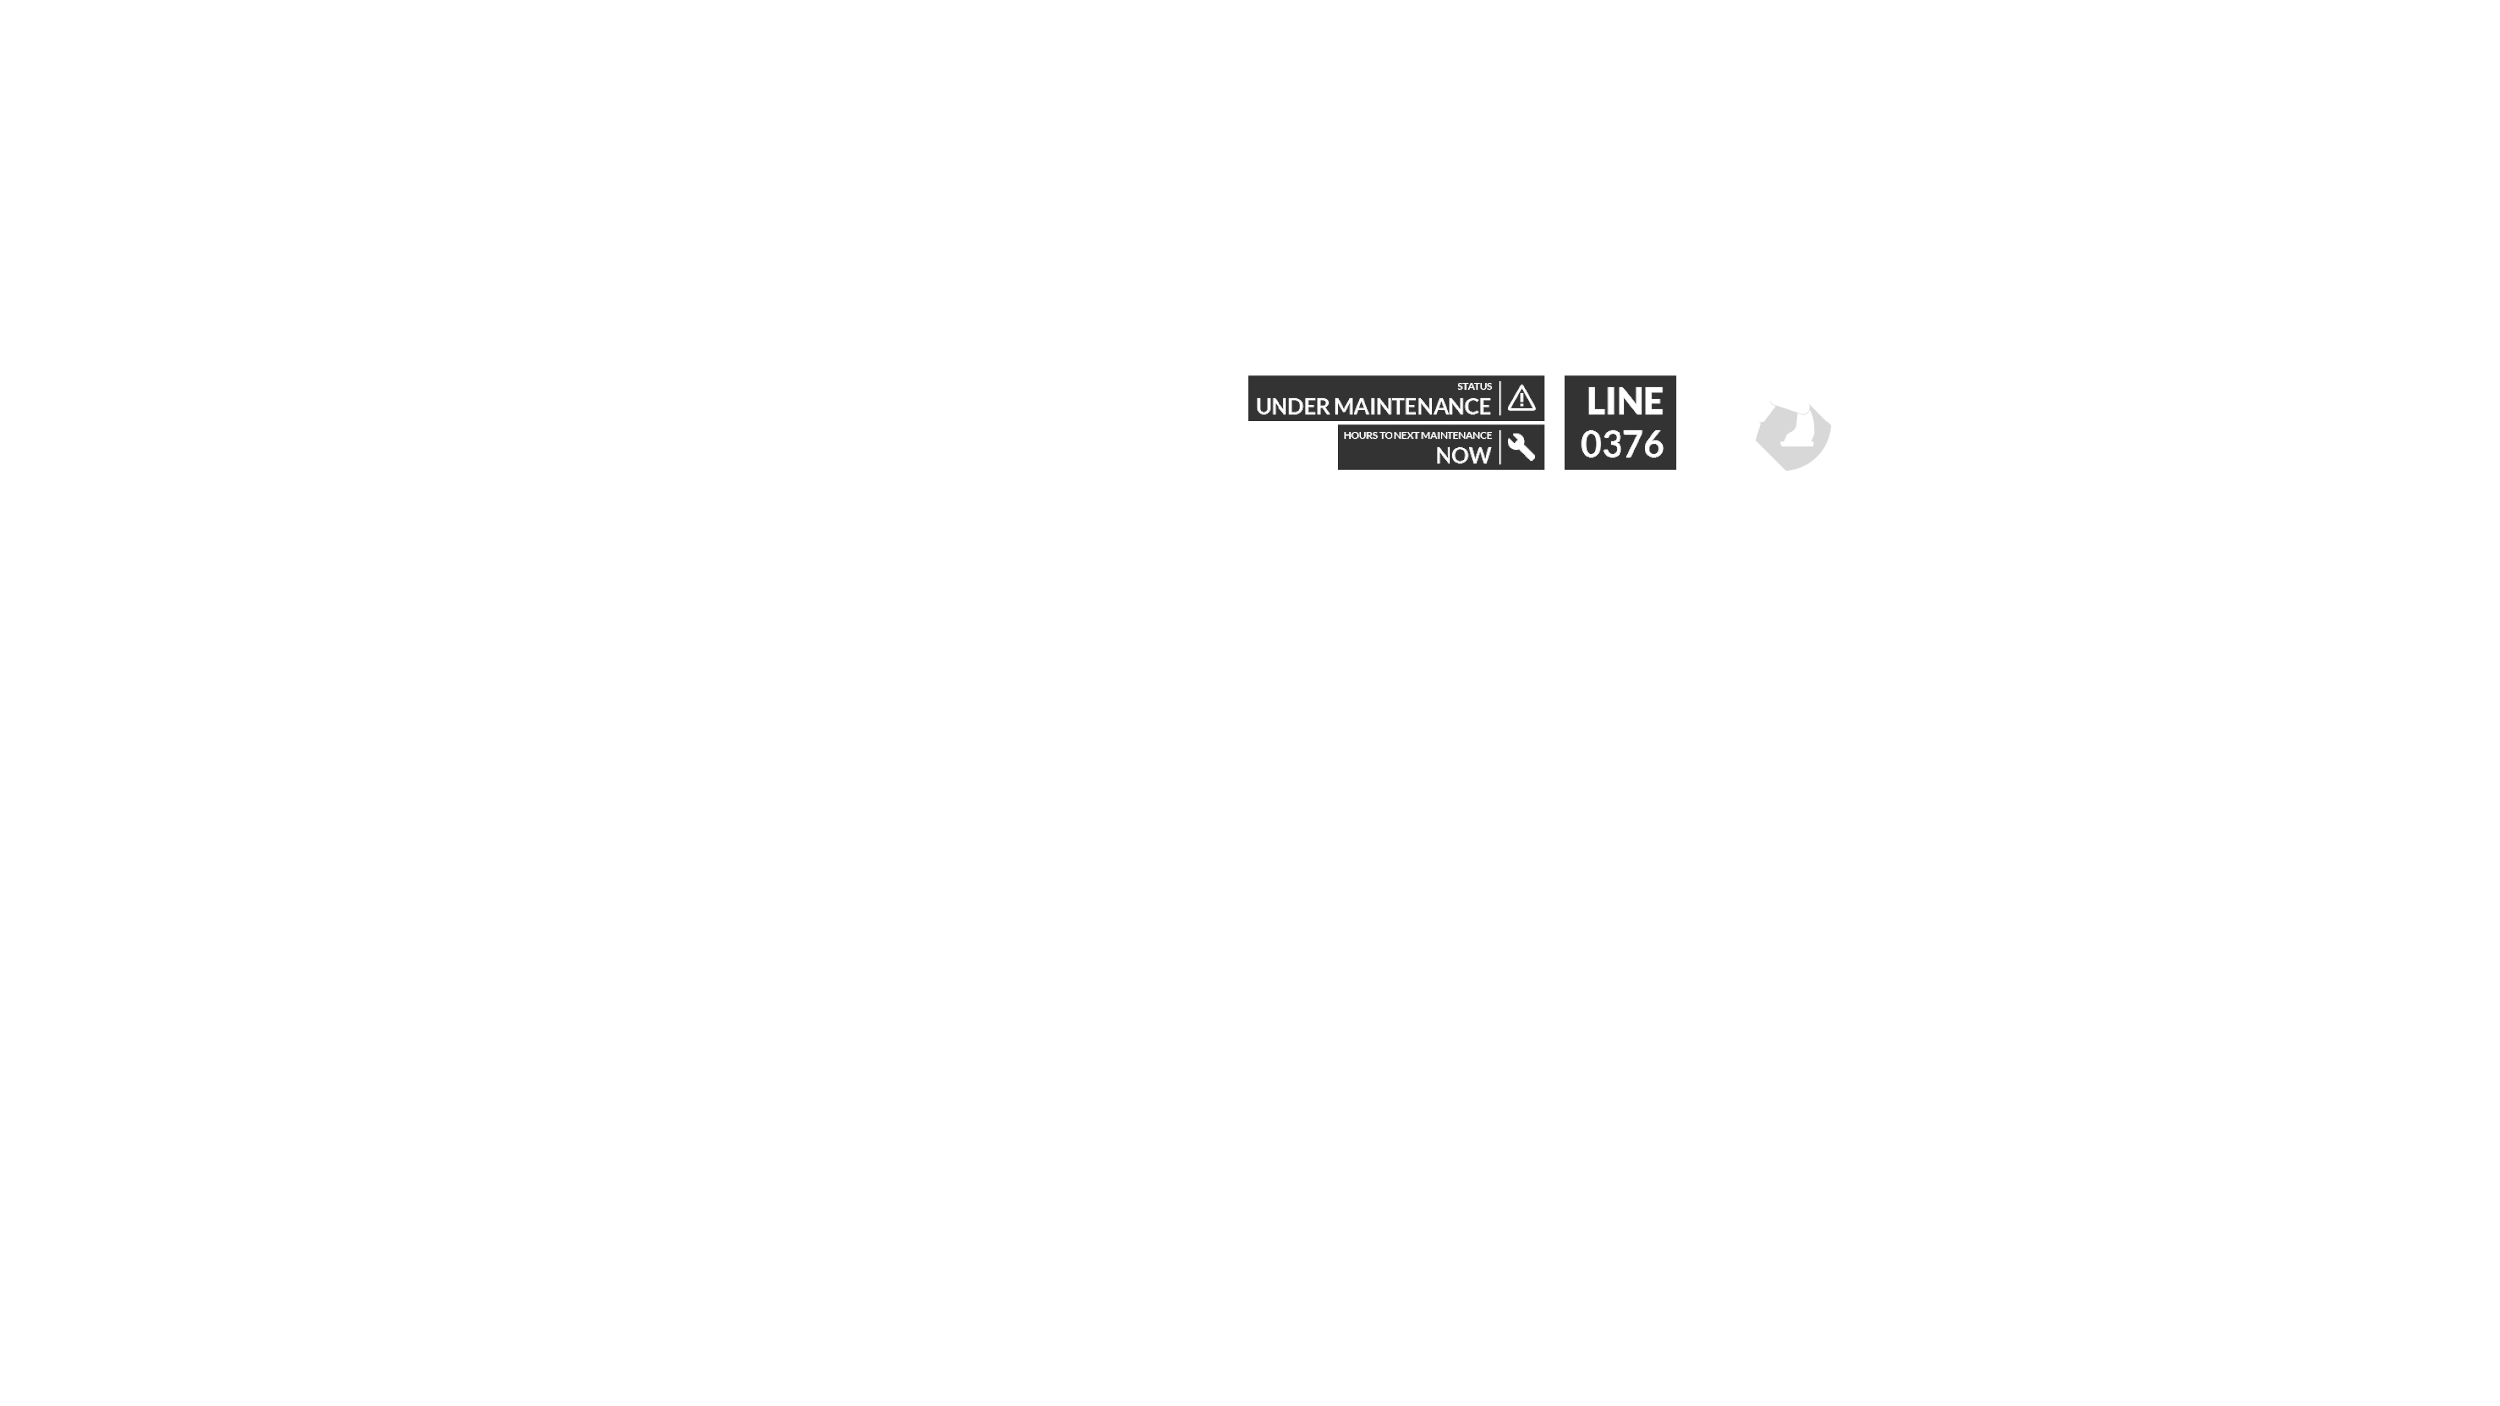 STATUS
UNDER MAINTENANCE
HOURS TO NEXT MAINTENANCE
NOW
LINE
0376